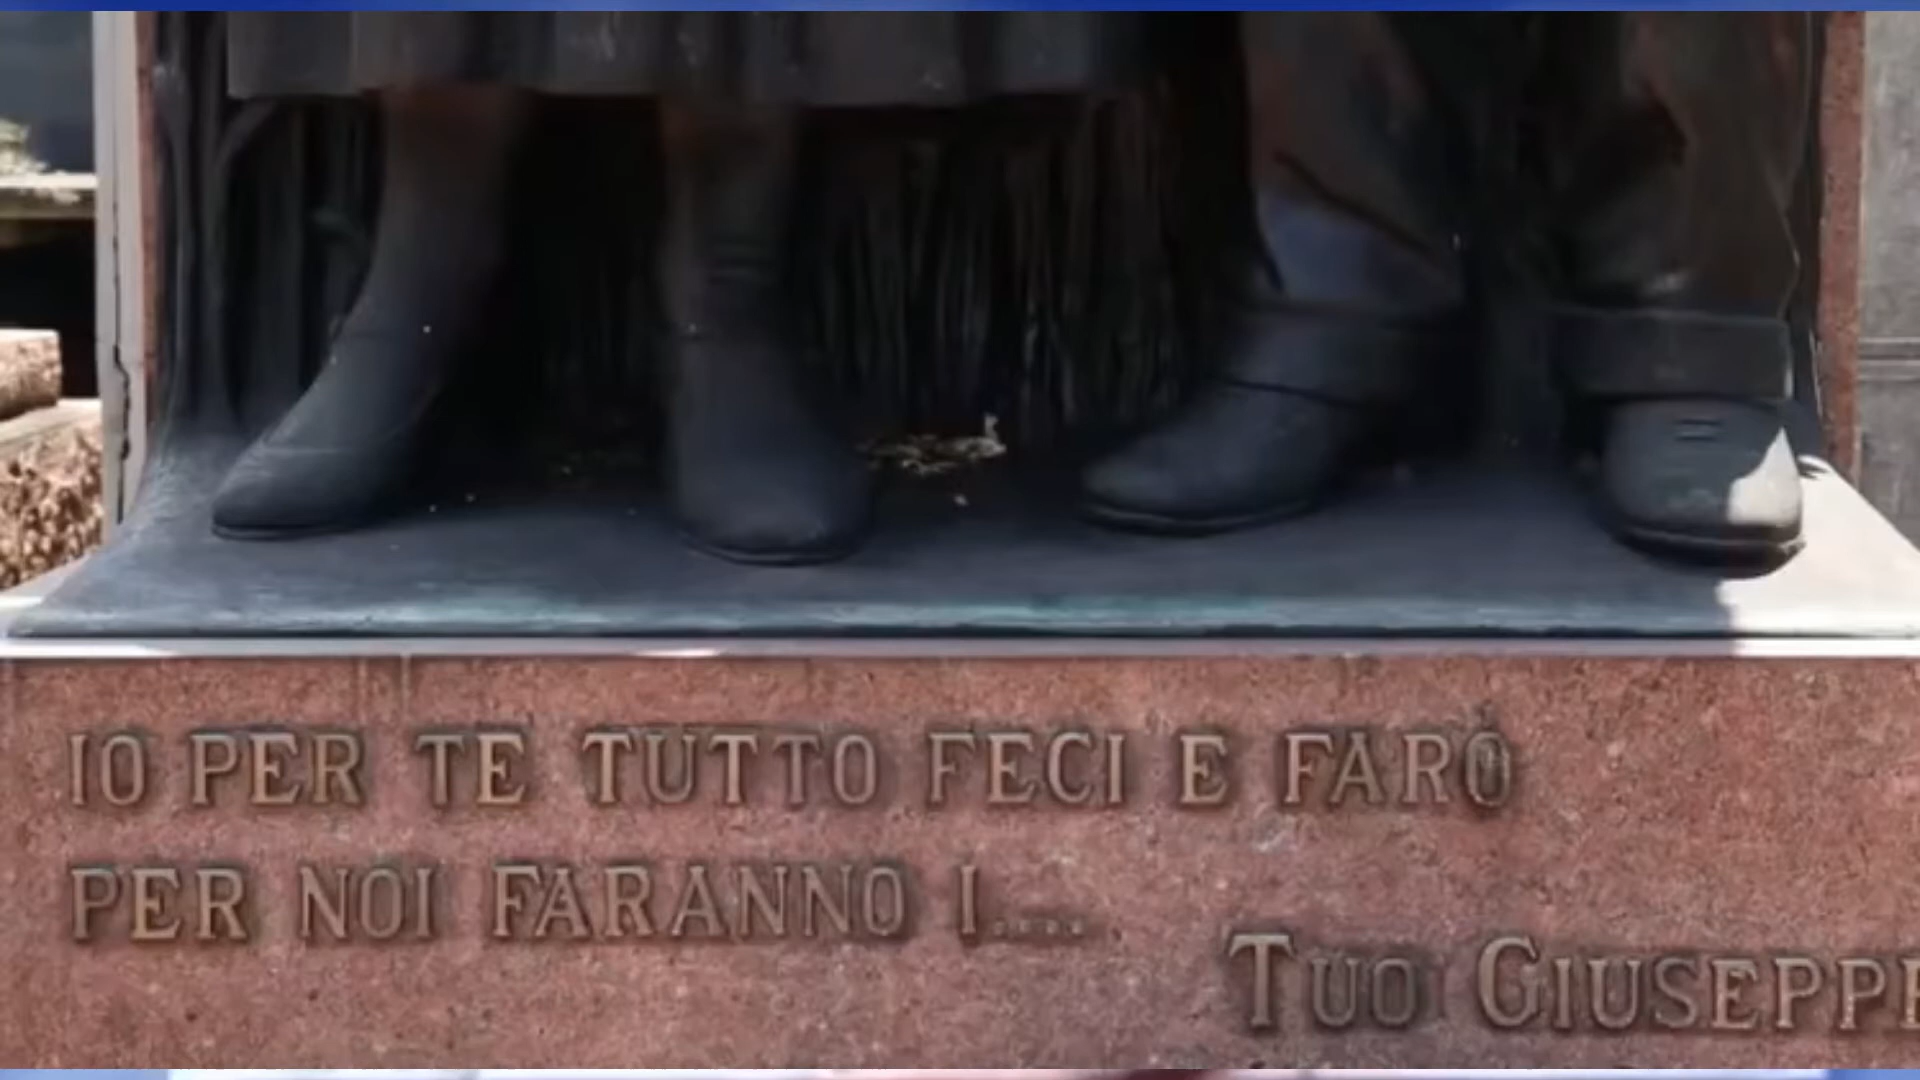 IO PER TE TUTTO FECI E FARÒ
PER NOI FARANNO I....
TUO GIUSEPPE